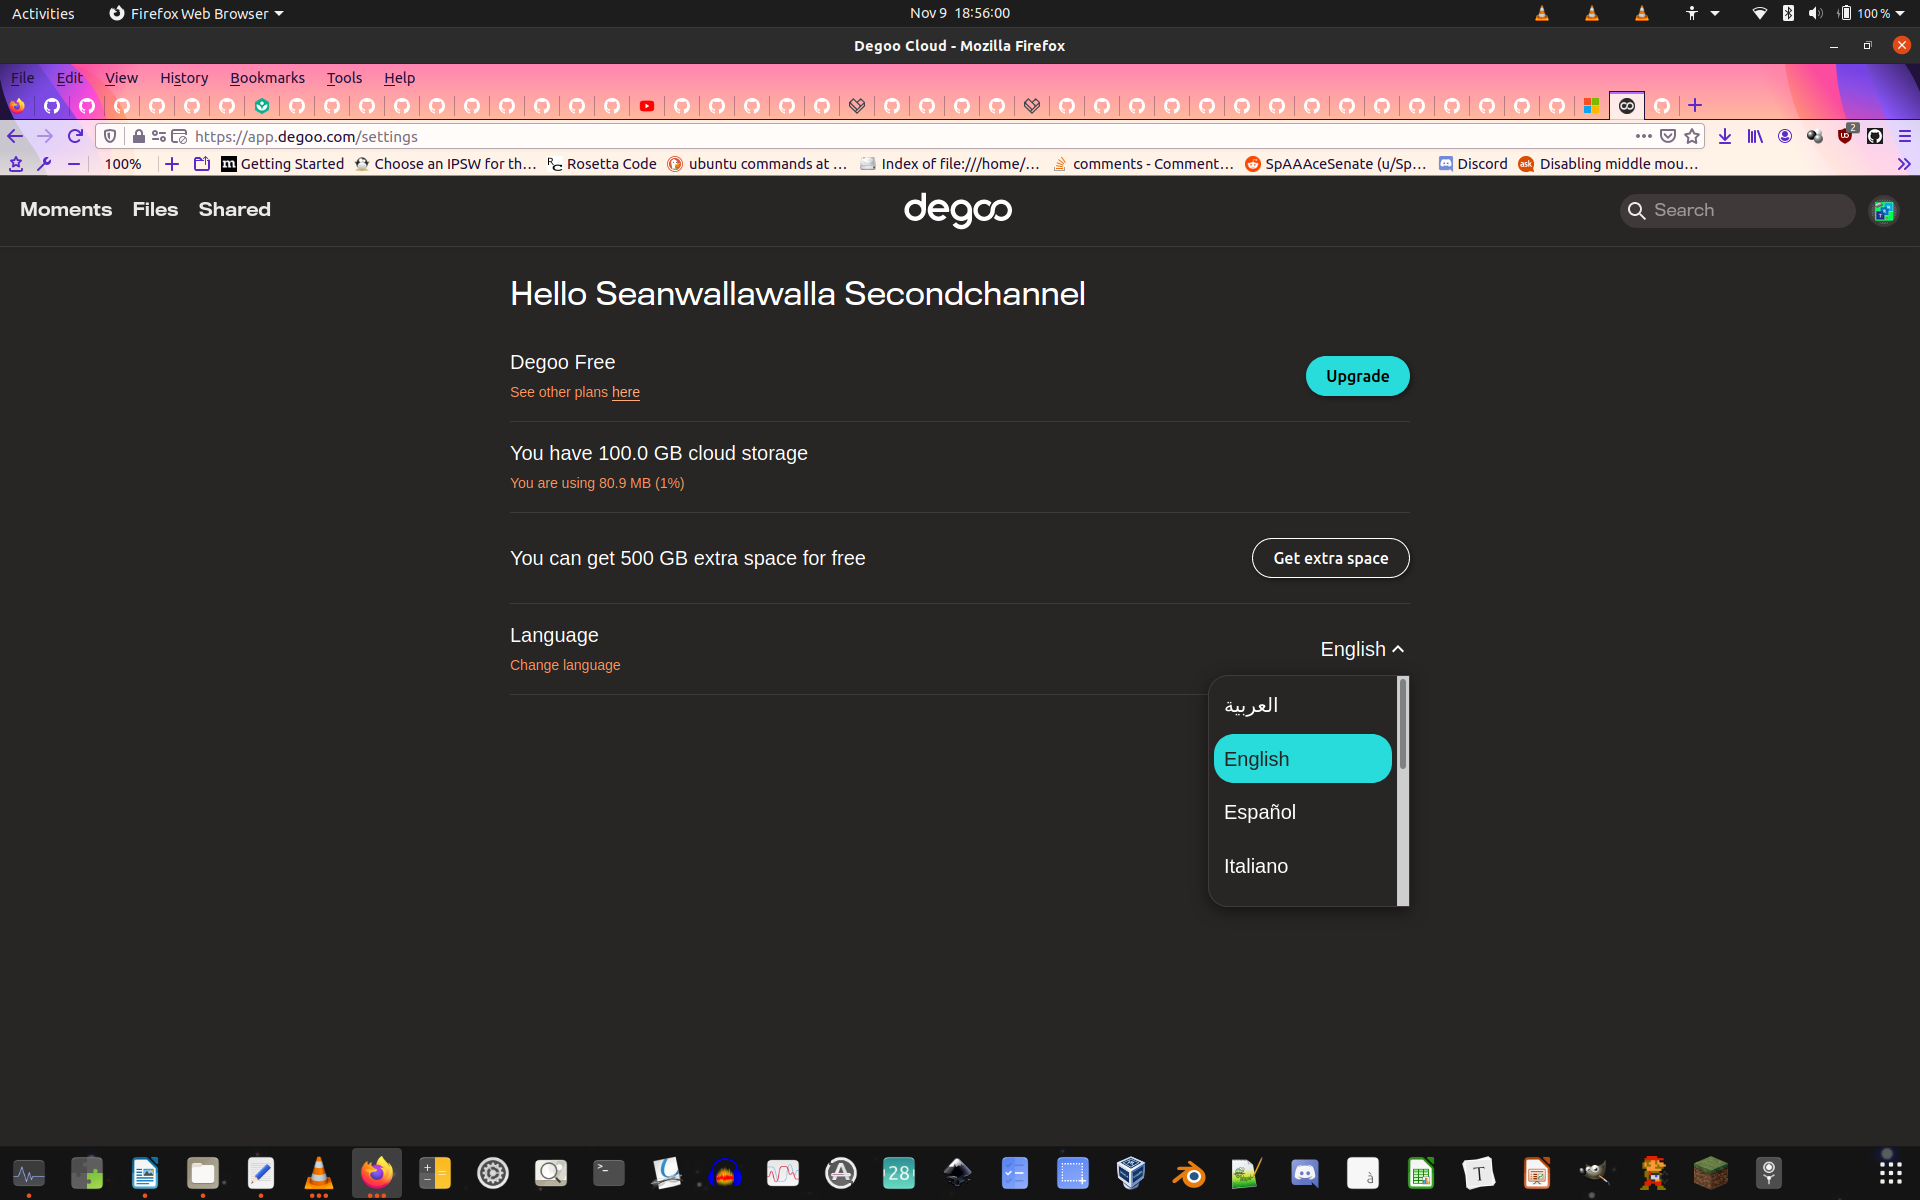 Activities
Firefox Web Browser
Nov 9 18:56:00
100 %
Degoo Cloud - Mozilla Firefox
File Edit View History Bookmarks Tools Help
https://app.degoo.com/settings
2
100%
Getting Started
Choose an IPSW for th…
Rosetta Code
ubuntu commands at …
Index of file:///home/…
comments - Comment…
SpAAAceSenate (u/Sp…
Discord
Disabling middle mou…
Moments Files Shared
degoo
Search
Hello Seanwallawalla Secondchannel
Degoo Free
See other plans here
Upgrade
You have 100.0 GB cloud storage
You are using 80.9 MB (1%)
You can get 500 GB extra space for free
Get extra space
Language
Change language
English
العربية
English
Español
Italiano
28